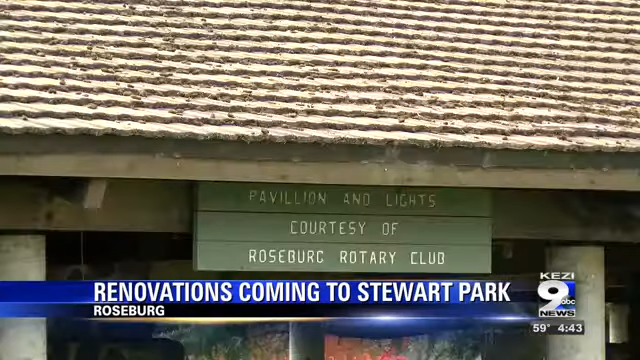 PAVILLION AND LIGHTS
COURTESY OF
ROSEBURG ROTARY CLUB
RENOVATIONS COMING TO STEWART PARK
ROSEBURG
KEZI
9 abc
NEWS
59° 4:43